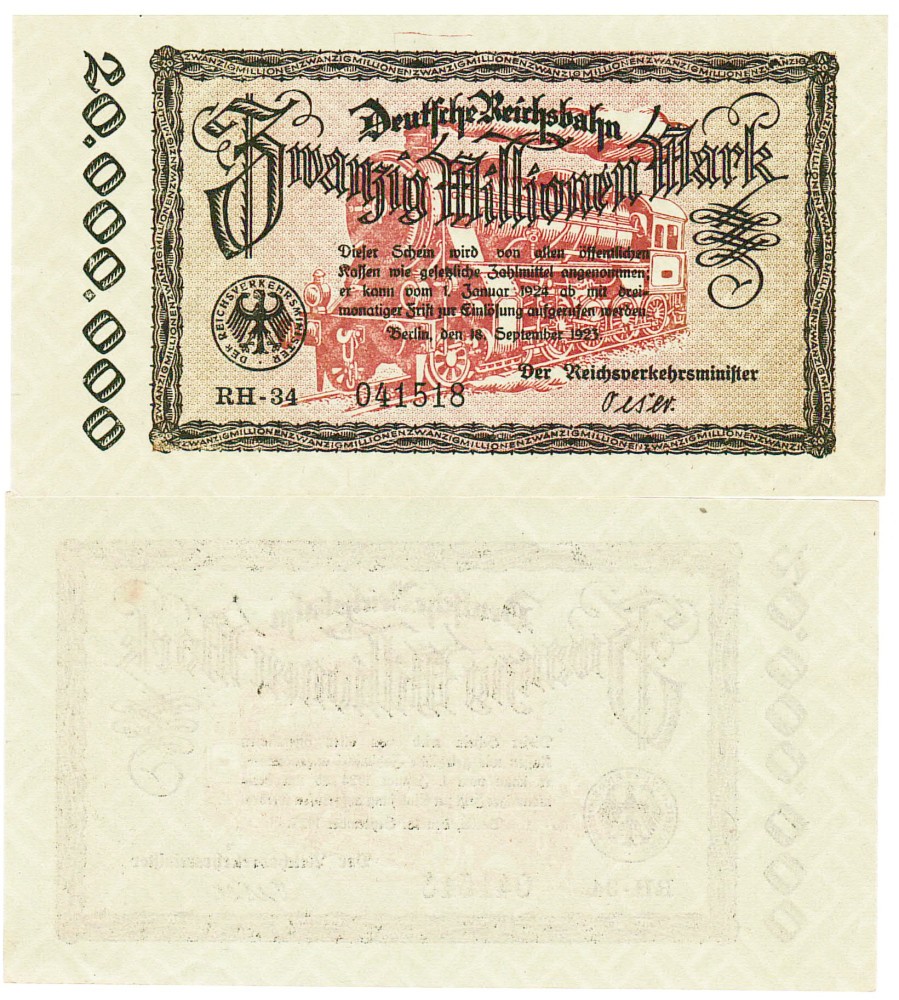 20.000.000
ZWANZIGMILLIONENZWANZIGMILLIONENZWANZIGMILLIONENZWANZIGMILLIONEN
Deutsche Reichsbahn
Zwanzig Millionen Mark
Dieser Schein wird von allen öffentlichen
Kassen wie gesetzliche Zahlmittel angenommen,
er kann vom 1. Januar 1924 ab mit drei-
monatiger Frist zur Einlösung aufgerufen werden.
Berlin, den 18. September 1923.
DER REICHSVERKEHRSMINISTER
Der Reichsverkehrsminister
RH-34 041518 Oeser.